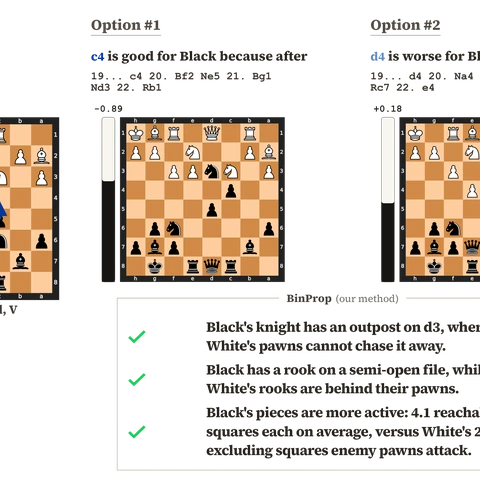 Option #1
c4 is good for Black because after
19... c4 20. Bf2 Ne5 21. Bg1
Nd3 22. Rb1
-0.89
h g f e d c b a
1
2
3
4
5
6
7
8
Option #2
d4 is worse for
19... d4 20. Na4
Rc7 22. e4
+0.18
h g f e
b a
1
2
3
4
5
6
7
8
d, V
BinProp (our method)
Black's knight has an outpost on d3,
White's pawns cannot chase it away.
Black has a rook on a semi-open file,
White's rooks are behind their pawns.
Black's pieces are more active: 4.1
squares each on average, versus White's
excluding squares enemy pawns attack.